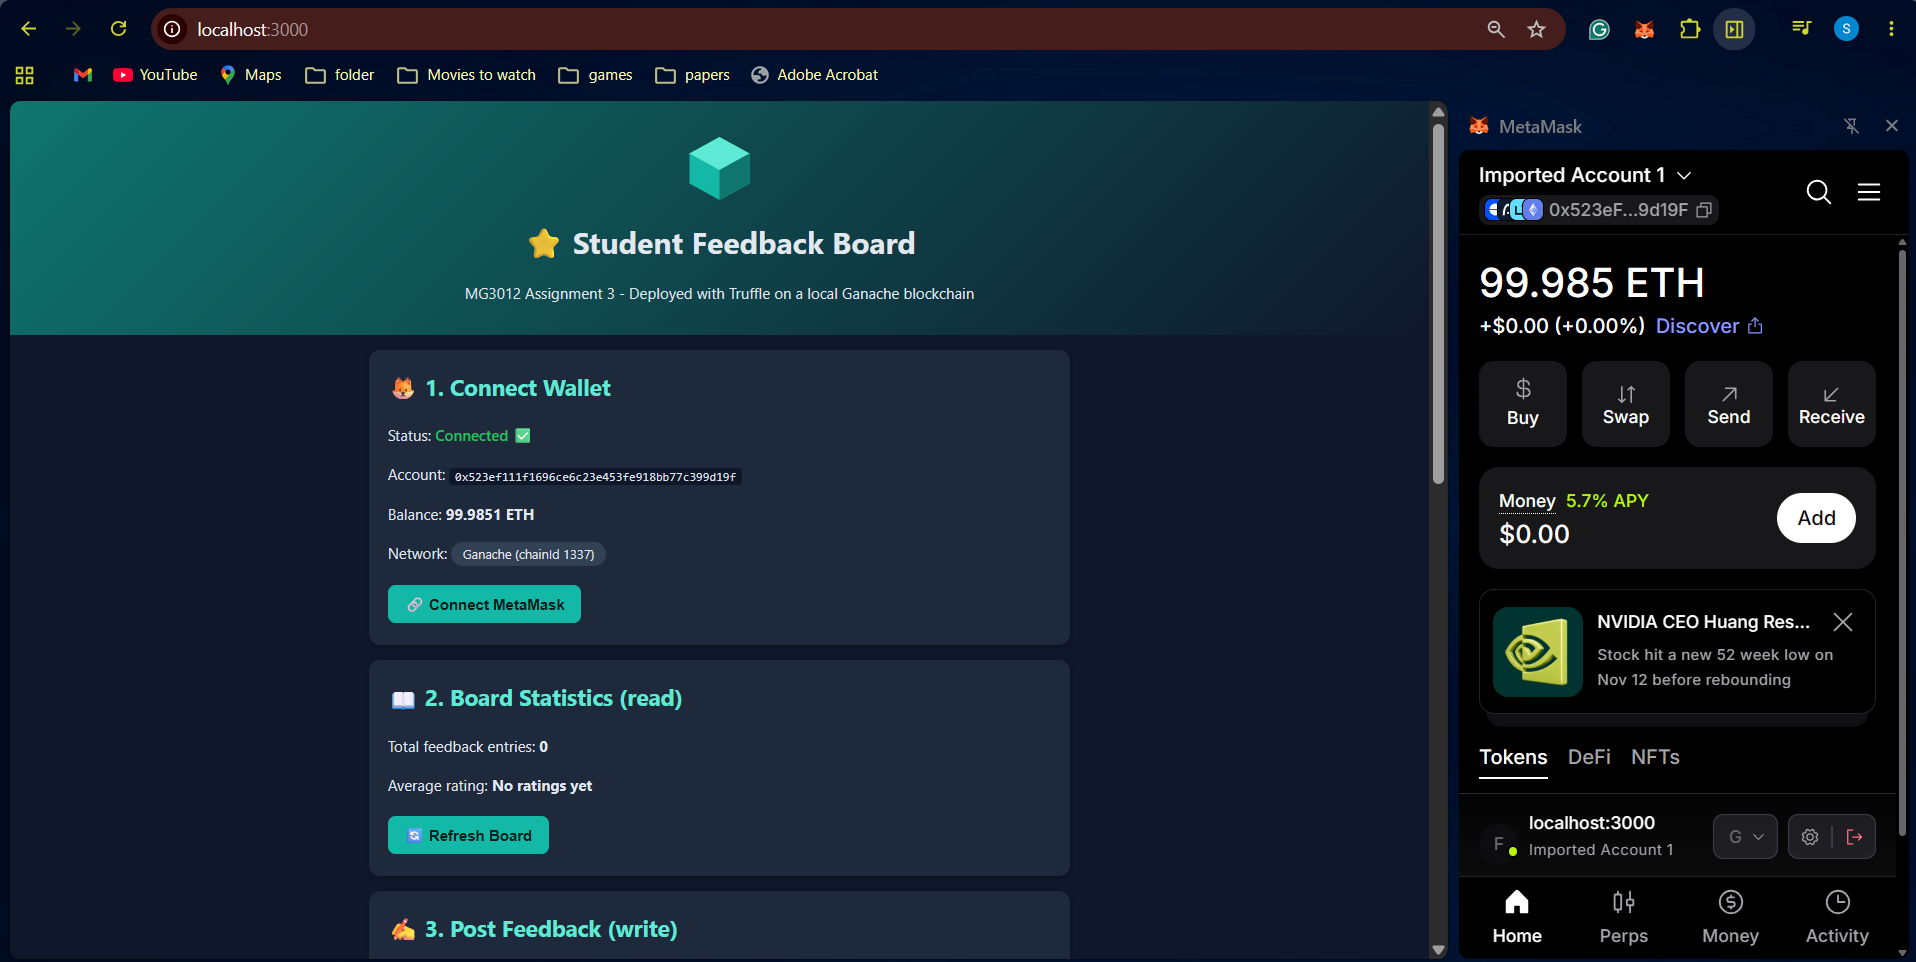 localhost:3000
S
YouTube
Maps
folder
Movies to watch
games
papers
Adobe Acrobat
Student Feedback Board
MG3012 Assignment 3 - Deployed with Truffle on a local Ganache blockchain
1. Connect Wallet
Status: Connected ✅
Account: 0x523ef111f1696ce6c23e453fe918bb77c399d19f
Balance: 99.9851 ETH
Network: Ganache (chainId 1337)
Connect MetaMask
2. Board Statistics (read)
Total feedback entries: 0
Average rating: No ratings yet
Refresh Board
3. Post Feedback (write)
MetaMask
Imported Account 1
0x523eF...9d19F
99.985 ETH
+$0.00 (+0.00%) Discover
Buy
Swap
Send
Receive
Money 5.7% APY
$0.00
Add
NVIDIA CEO Huang Res...
Stock hit a new 52 week low on
Nov 12 before rebounding
Tokens
DeFi
NFTs
F
localhost:3000
Imported Account 1
G
Home
Perps
Money
Activity